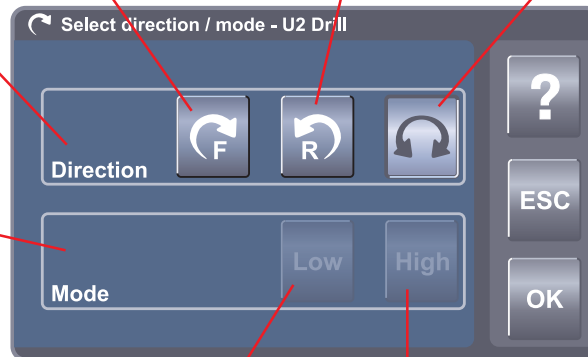 Select direction / mode - U2 Drill
?
F
R
Direction
ESC
Low
High
Mode
OK